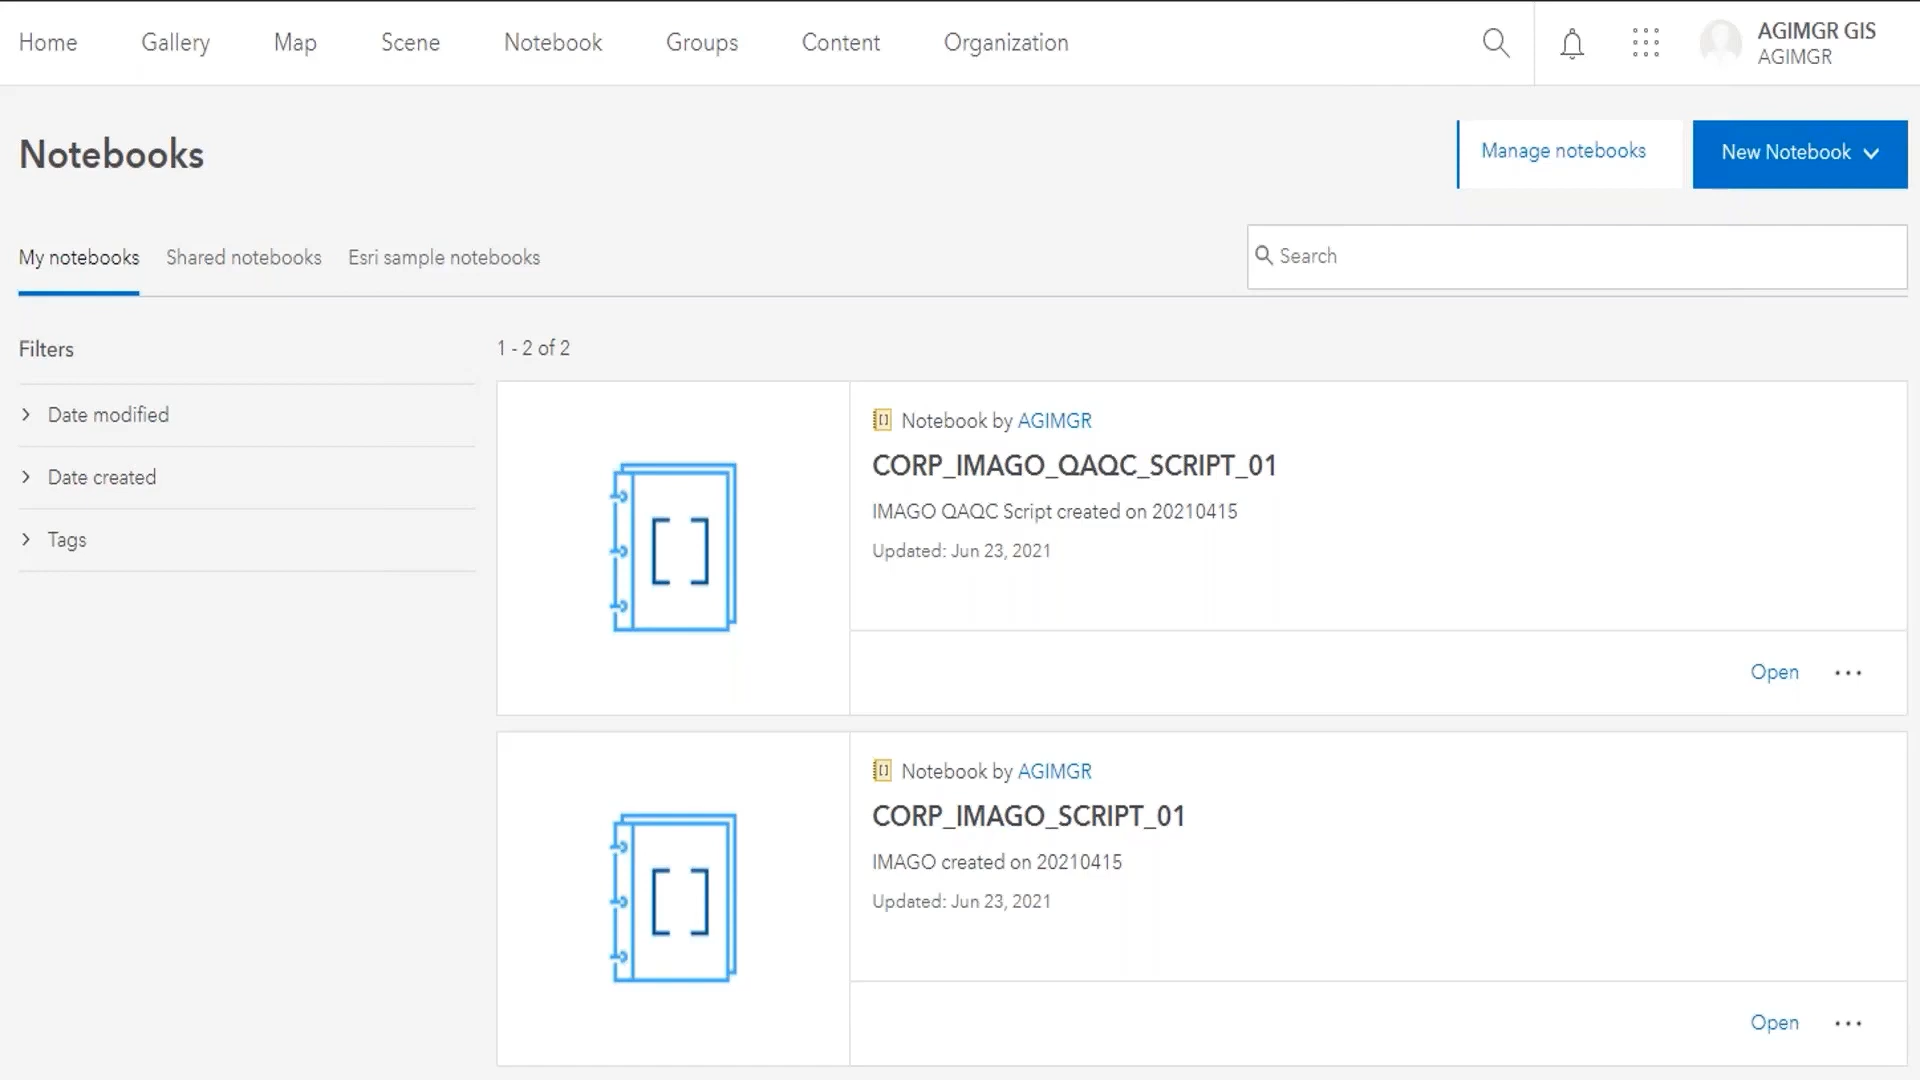 Home Gallery Map Scene Notebook Groups Content Organization
AGIMGR GIS
AGIMGR
Notebooks
Manage notebooks
New Notebook
My notebooks Shared notebooks Esri sample notebooks
Search
Filters
1 - 2 of 2
Date modified
Date created
Tags
Notebook by AGIMGR
CORP_IMAGO_QAQC_SCRIPT_01
IMAGO QAQC Script created on 20210415
Updated: Jun 23, 2021
Open
Notebook by AGIMGR
CORP_IMAGO_SCRIPT_01
IMAGO created on 20210415
Updated: Jun 23, 2021
Open